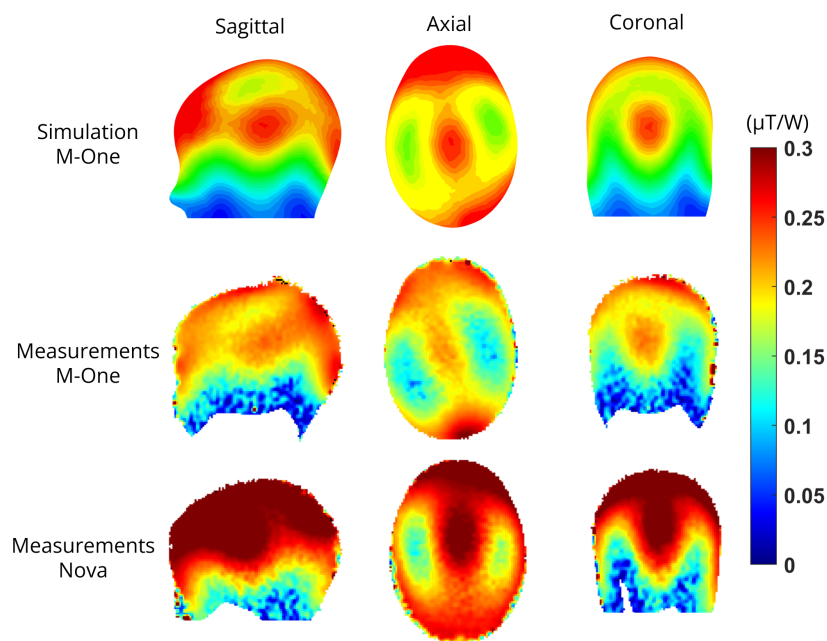 Sagittal
Axial
Coronal
Simulation
M-One
(µT/W)
0.3
0.25
0.2
0.15
0.1
0.05
0
Measurements
M-One
Measurements
Nova